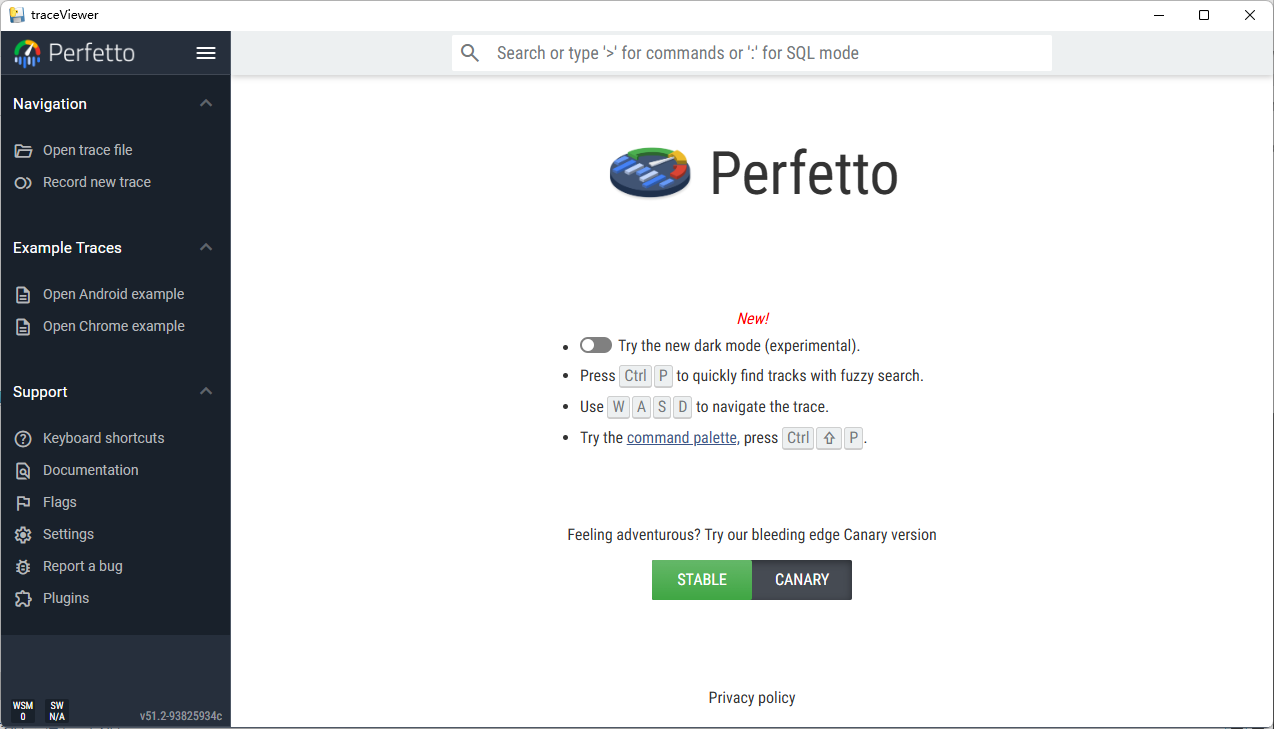 traceViewer
Perfetto
Search or type '>' for commands or ':' for SQL mode
Navigation
Open trace file
Record new trace
Example Traces
Open Android example
Open Chrome example
Support
Keyboard shortcuts
Documentation
Flags
Settings
Report a bug
Plugins
WSM
0
SW
N/A
v51.2-93825934c
Perfetto
New!
Try the new dark mode (experimental).
Press Ctrl P to quickly find tracks with fuzzy search.
Use W A S D to navigate the trace.
Try the command palette, press Ctrl ⇧ P.
Feeling adventurous? Try our bleeding edge Canary version
STABLE CANARY
Privacy policy